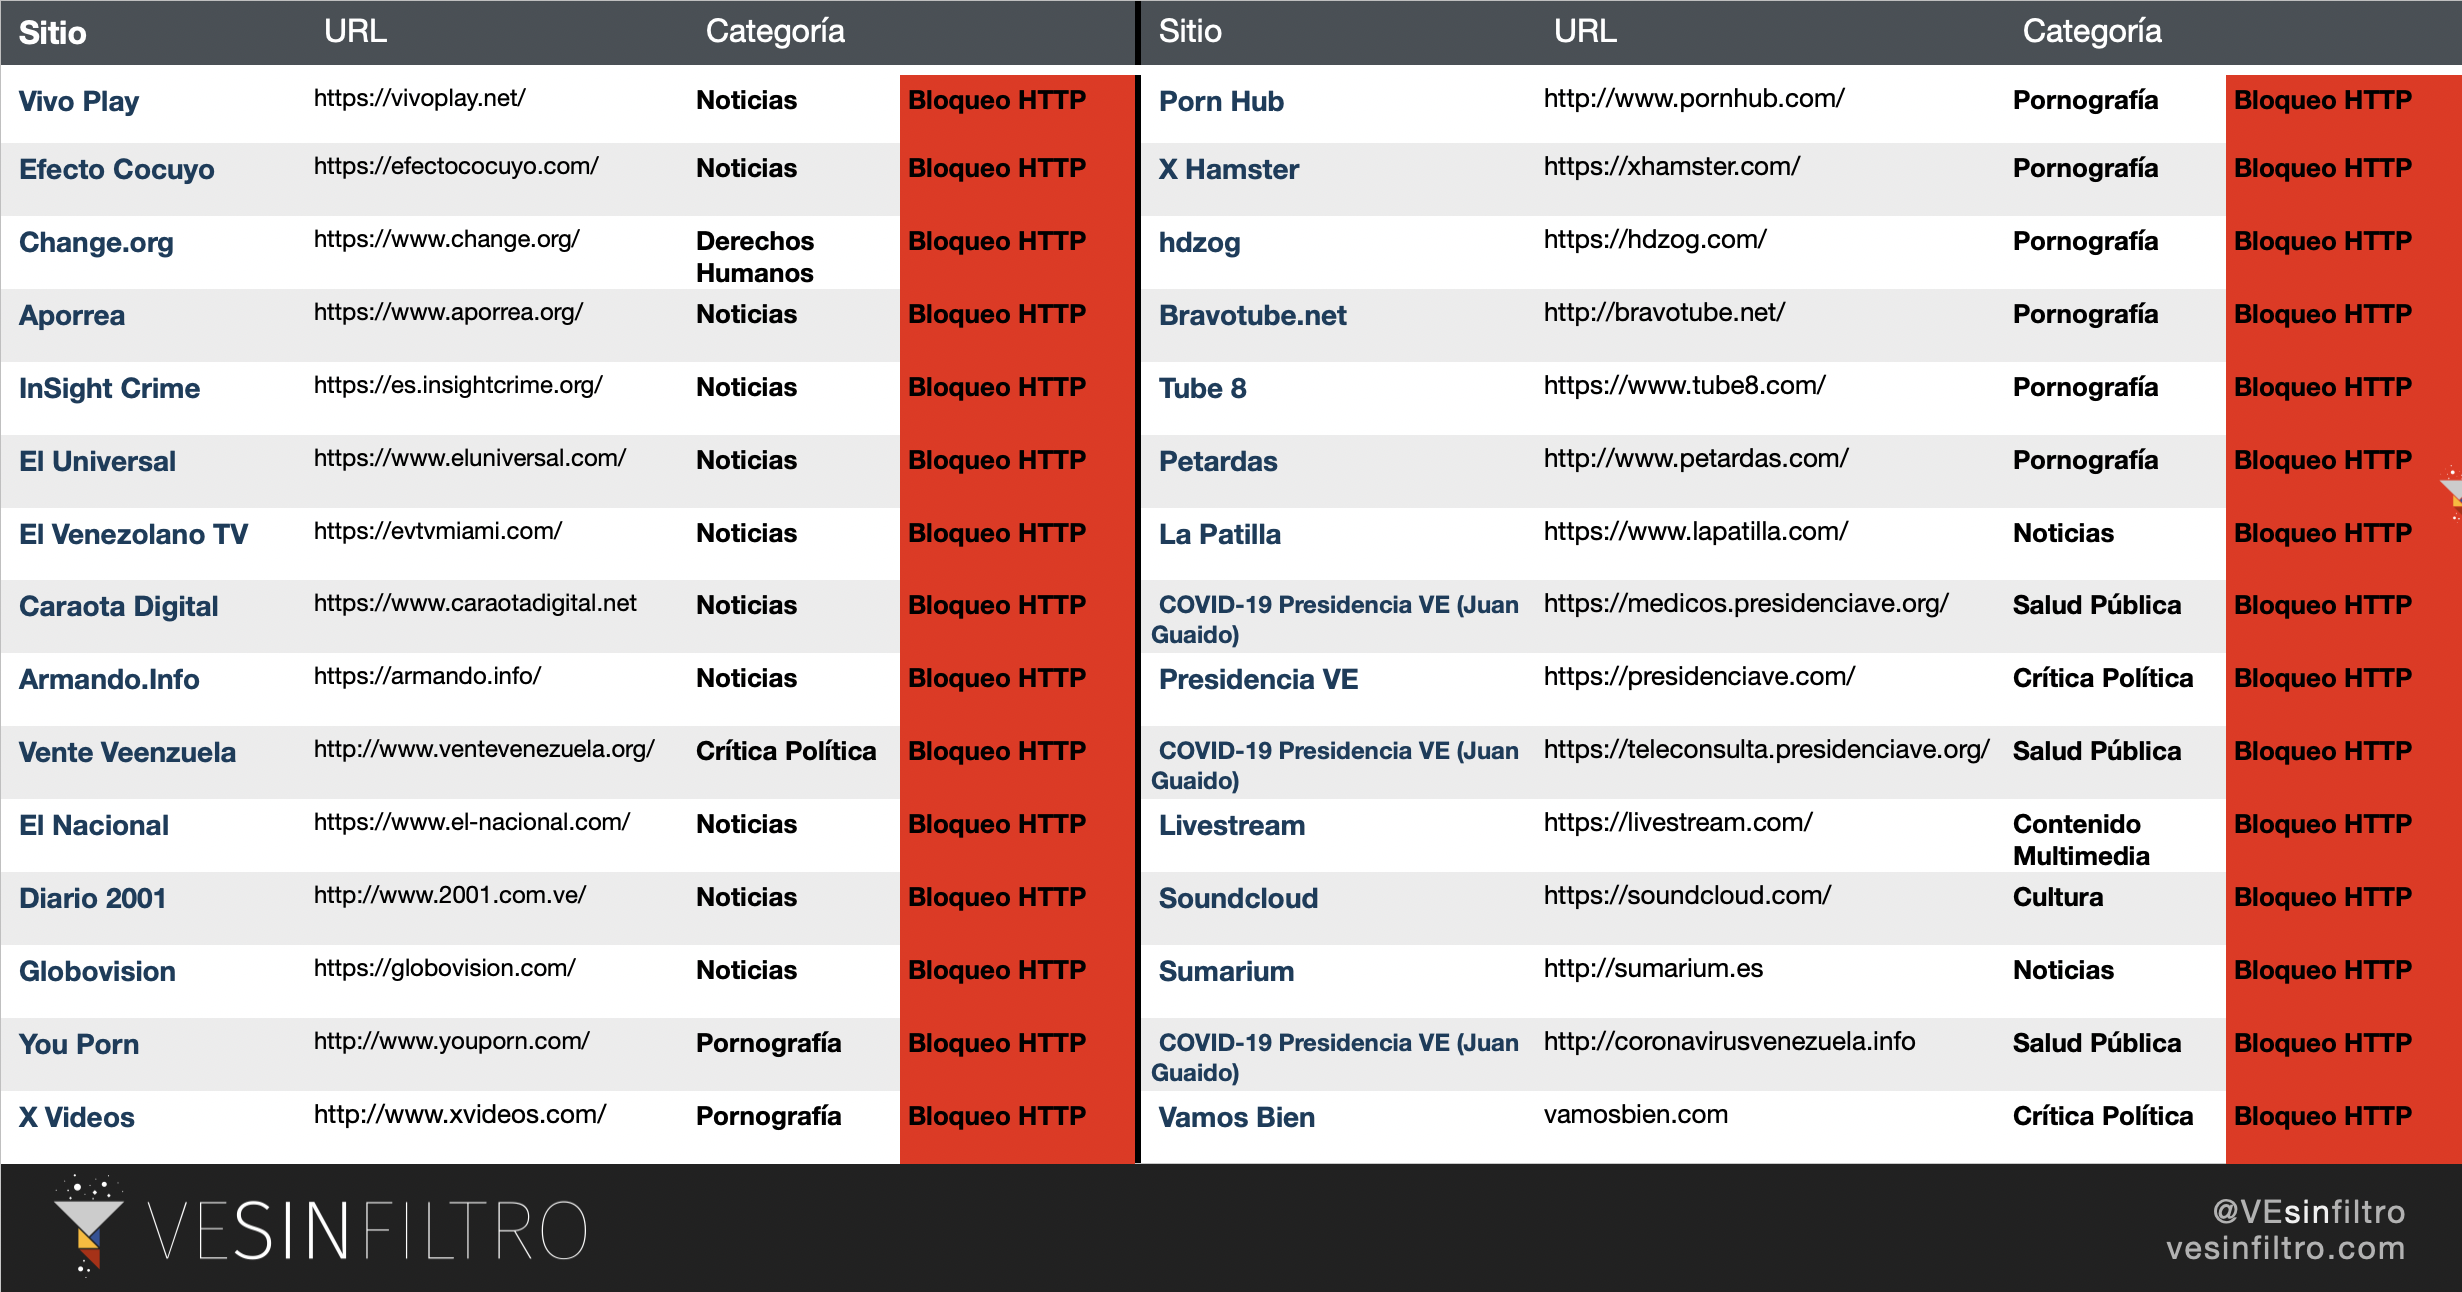 Sitio URL Categoría Sitio URL Categoría
Vivo Play https://vivoplay.net/ Noticias Bloqueo HTTP Porn Hub http://www.pornhub.com/ Pornografía Bloqueo HTTP
Efecto Cocuyo https://efectococuyo.com/ Noticias Bloqueo HTTP X Hamster https://xhamster.com/ Pornografía Bloqueo HTTP
Change.org https://www.change.org/ Derechos Bloqueo HTTP hdzog https://hdzog.com/ Pornografía Bloqueo HTTP
Humanos
Aporrea https://www.aporrea.org/ Noticias Bloqueo HTTP Bravotube.net http://bravotube.net/ Pornografía Bloqueo HTTP
InSight Crime https://es.insightcrime.org/ Noticias Bloqueo HTTP Tube 8 https://www.tube8.com/ Pornografía Bloqueo HTTP
El Universal https://www.eluniversal.com/ Noticias Bloqueo HTTP Petardas http://www.petardas.com/ Pornografía Bloqueo HTTP
El Venezolano TV https://evtvmiami.com/ Noticias Bloqueo HTTP La Patilla https://www.lapatilla.com/ Noticias Bloqueo HTTP
Caraota Digital https://www.caraotadigital.net Noticias Bloqueo HTTP COVID-19 Presidencia VE (Juan https://medicos.presidenciave.org/ Salud Pública Bloqueo HTTP
Guaido)
Armando.Info https://armando.info/ Noticias Bloqueo HTTP Presidencia VE https://presidenciave.com/ Crítica Política Bloqueo HTTP
Vente Veenzuela http://www.ventevenezuela.org/ Crítica Política Bloqueo HTTP COVID-19 Presidencia VE (Juan https://teleconsulta.presidenciave.org/ Salud Pública Bloqueo HTTP
Guaido)
El Nacional https://www.el-nacional.com/ Noticias Bloqueo HTTP Livestream https://livestream.com/ Contenido Bloqueo HTTP
Multimedia
Diario 2001 http://www.2001.com.ve/ Noticias Bloqueo HTTP Soundcloud https://soundcloud.com/ Cultura Bloqueo HTTP
Globovision https://globovision.com/ Noticias Bloqueo HTTP Sumarium http://sumarium.es Noticias Bloqueo HTTP
You Porn http://www.youporn.com/ Pornografía Bloqueo HTTP COVID-19 Presidencia VE (Juan http://coronavirusvenezuela.info Salud Pública Bloqueo HTTP
Guaido)
X Videos http://www.xvideos.com/ Pornografía Bloqueo HTTP Vamos Bien vamosbien.com Crítica Política Bloqueo HTTP
VESINFILTRO
@VEsinfiltro
vesinfiltro.com